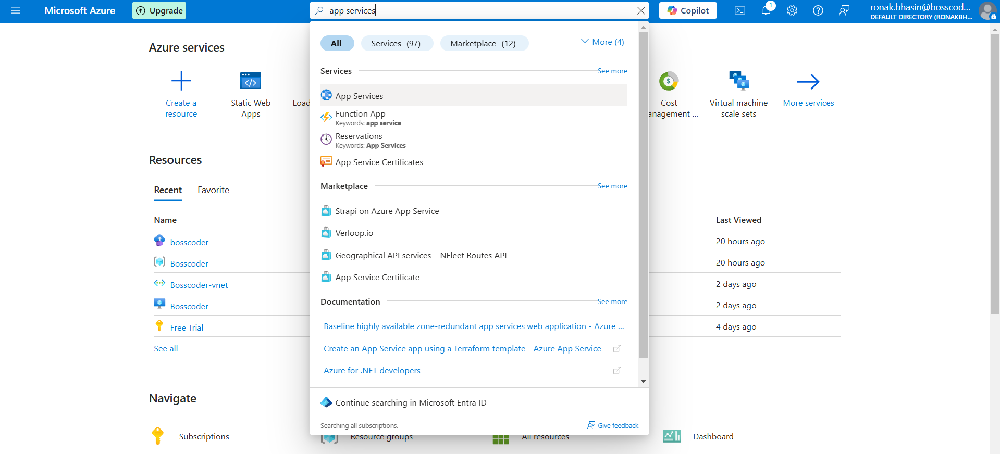 Microsoft Azure
Upgrade
app services
Copilot
1
ronak.bhasin@bosscod...
DEFAULT DIRECTORY (RONAKBH...
Azure services
Create a
resource
Static Web
Apps
Load
Cost
anagement ...
Virtual machine
scale sets
More services
All
Services (97)
Marketplace (12)
More (4)
Services
See more
App Services
Function App
Keywords: app service
Reservations
Keywords: App Services
App Service Certificates
Marketplace
See more
Strapi on Azure App Service
Verloop.io
Geographical API services – NFleet Routes API
App Service Certificate
Documentation
See more
Baseline highly available zone-redundant app services web application - Azure ...
Create an App Service app using a Terraform template - Azure App Service
Azure for .NET developers
Continue searching in Microsoft Entra ID
Searching all subscriptions.
Give feedback
Resources
Recent
Favorite
Name
Last Viewed
bosscoder
20 hours ago
Bosscoder
20 hours ago
Bosscoder-vnet
2 days ago
Bosscoder
2 days ago
Free Trial
4 days ago
See all
Navigate
Subscriptions
Resource groups
All resources
Dashboard